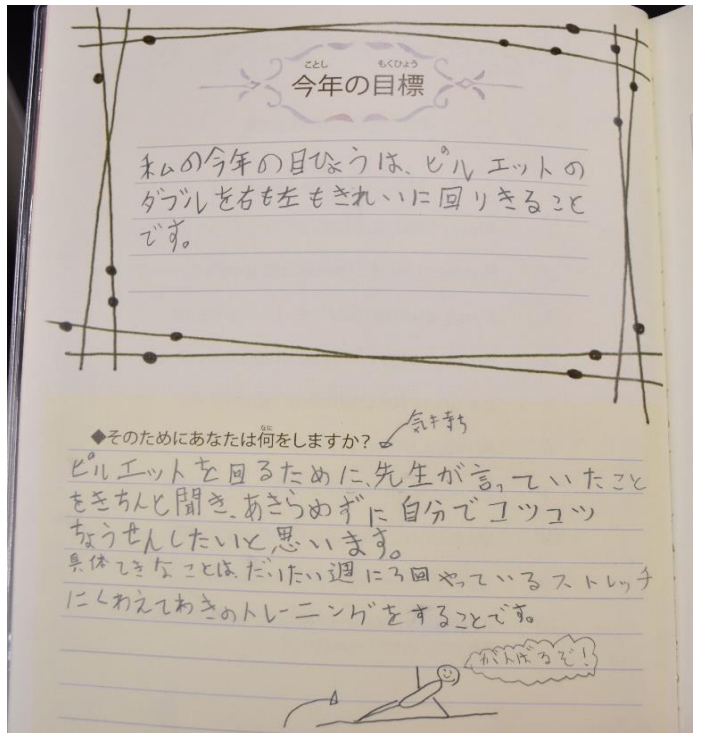 ことし もくひょう
今年の目標
私の今年の目ひょうは、ピルエットの
ダブルを右も左もきれいに回りきること
です。
気持ち
なに
◆そのためにあなたは何をしますか?
ピルエットを回るために、先生が言っていたこと
をきちんと聞き、あきらめずに自分でコツコツ
ちょうせんしたいと思います。
具体てきなことは、だいたい週に3回やっているストレッチ
にくわえてわきのトレーニングをすることです。
がんばるぞ!